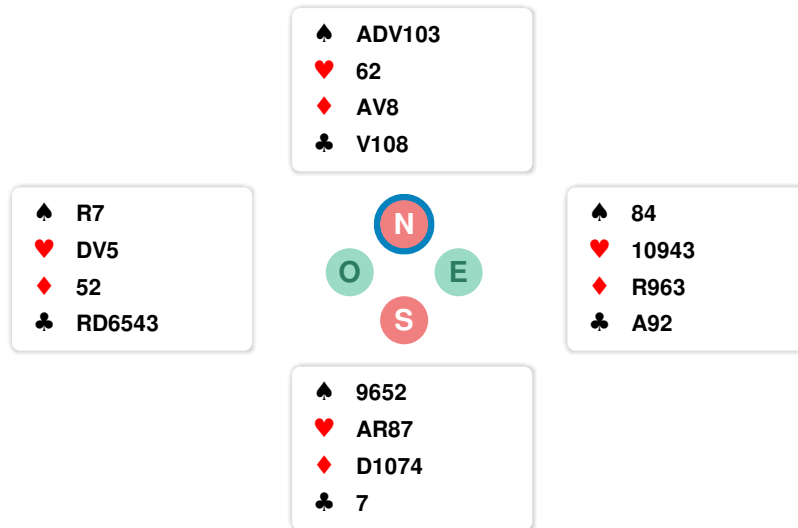 ♠ ADV103
♥ 62
♦ AV8
♣ V108
♠ R7
♥ DV5
♦ 52
♣ RD6543
N
O E
S
♠ 84
♥ 10943
♦ R963
♣ A92
♠ 9652
♥ AR87
♦ D1074
♣ 7